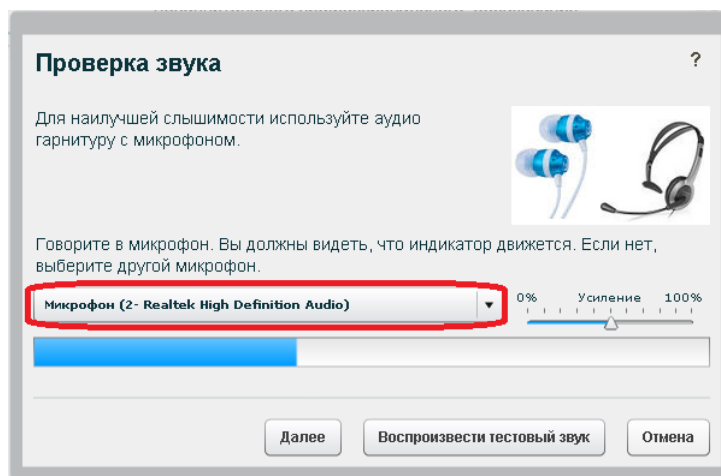 Проверка звука
?
Для наилучшей слышимости используйте аудио
гарнитуру с микрофоном.
Говорите в микрофон. Вы должны видеть, что индикатор движется. Если нет,
выберите другой микрофон.
Микрофон (2- Realtek High Definition Audio)
0% Усиление 100%
Далее
Воспроизвести тестовый звук
Отмена